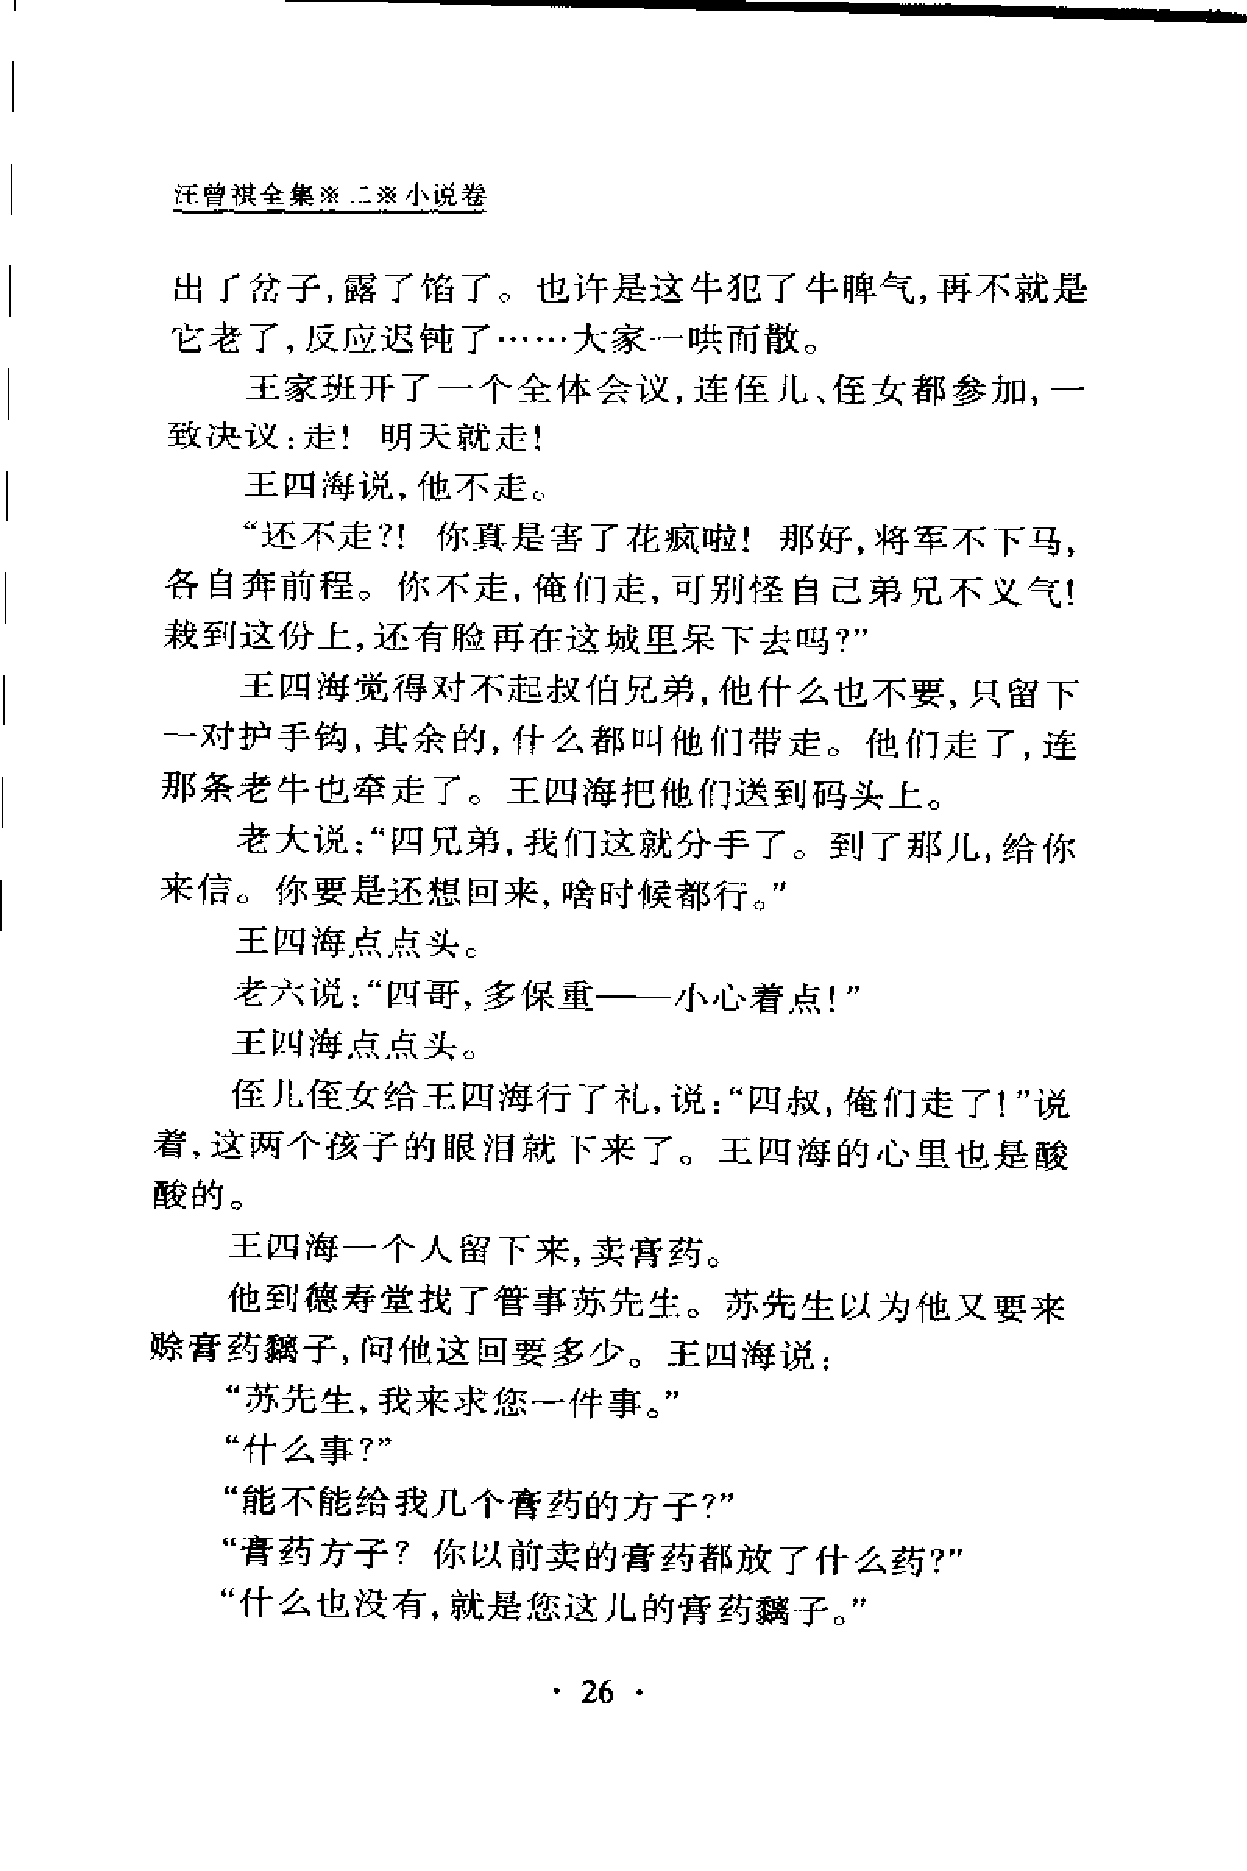 汪曾祺全集※二※小说卷
出了岔子,露了馅了。也许是这牛犯了牛脾气,再不就是
它老了,反应迟钝了……大家一哄而散。
王家班开了一个全体会议,连侄儿、侄女都参加,一
致决议:走! 明天就走!
王四海说,他不走。
“还不走?! 你真是害了花疯啦! 那好,将军不下马,
各自奔前程。你不走,俺们走,可别怪自己弟兄不义气!
栽到这份上,还有脸再在这城里呆下去吗?”
王四海觉得对不起叔伯兄弟,他什么也不要,只留下
一对护手钩,其余的,什么都叫他们带走。他们走了,连
那条老牛也牵走了。王四海把他们送到码头上。
老大说:“四兄弟,我们这就分手了。到了那儿,给你
来信。你要是还想回来,啥时候都行。”
王四海点点头。
老六说:“四哥,多保重——小心着点!”
王四海点点头。
侄儿侄女给王四海行了礼,说:“四叔,俺们走了!”说
着,这两个孩子的眼泪就下来了。王四海的心里也是酸
酸的。
王四海一个人留下来,卖膏药。
他到德寿堂找了管事苏先生。苏先生以为他又要来
赊膏药黐子,问他这回要多少。王四海说:
“苏先生,我来求您一件事。”
“什么事?”
“能不能给我几个膏药的方子?”
“膏药方子? 你以前卖的膏药都放了什么药?”
“什么也没有,就是您这儿的膏药黐子。”
· 26 ·